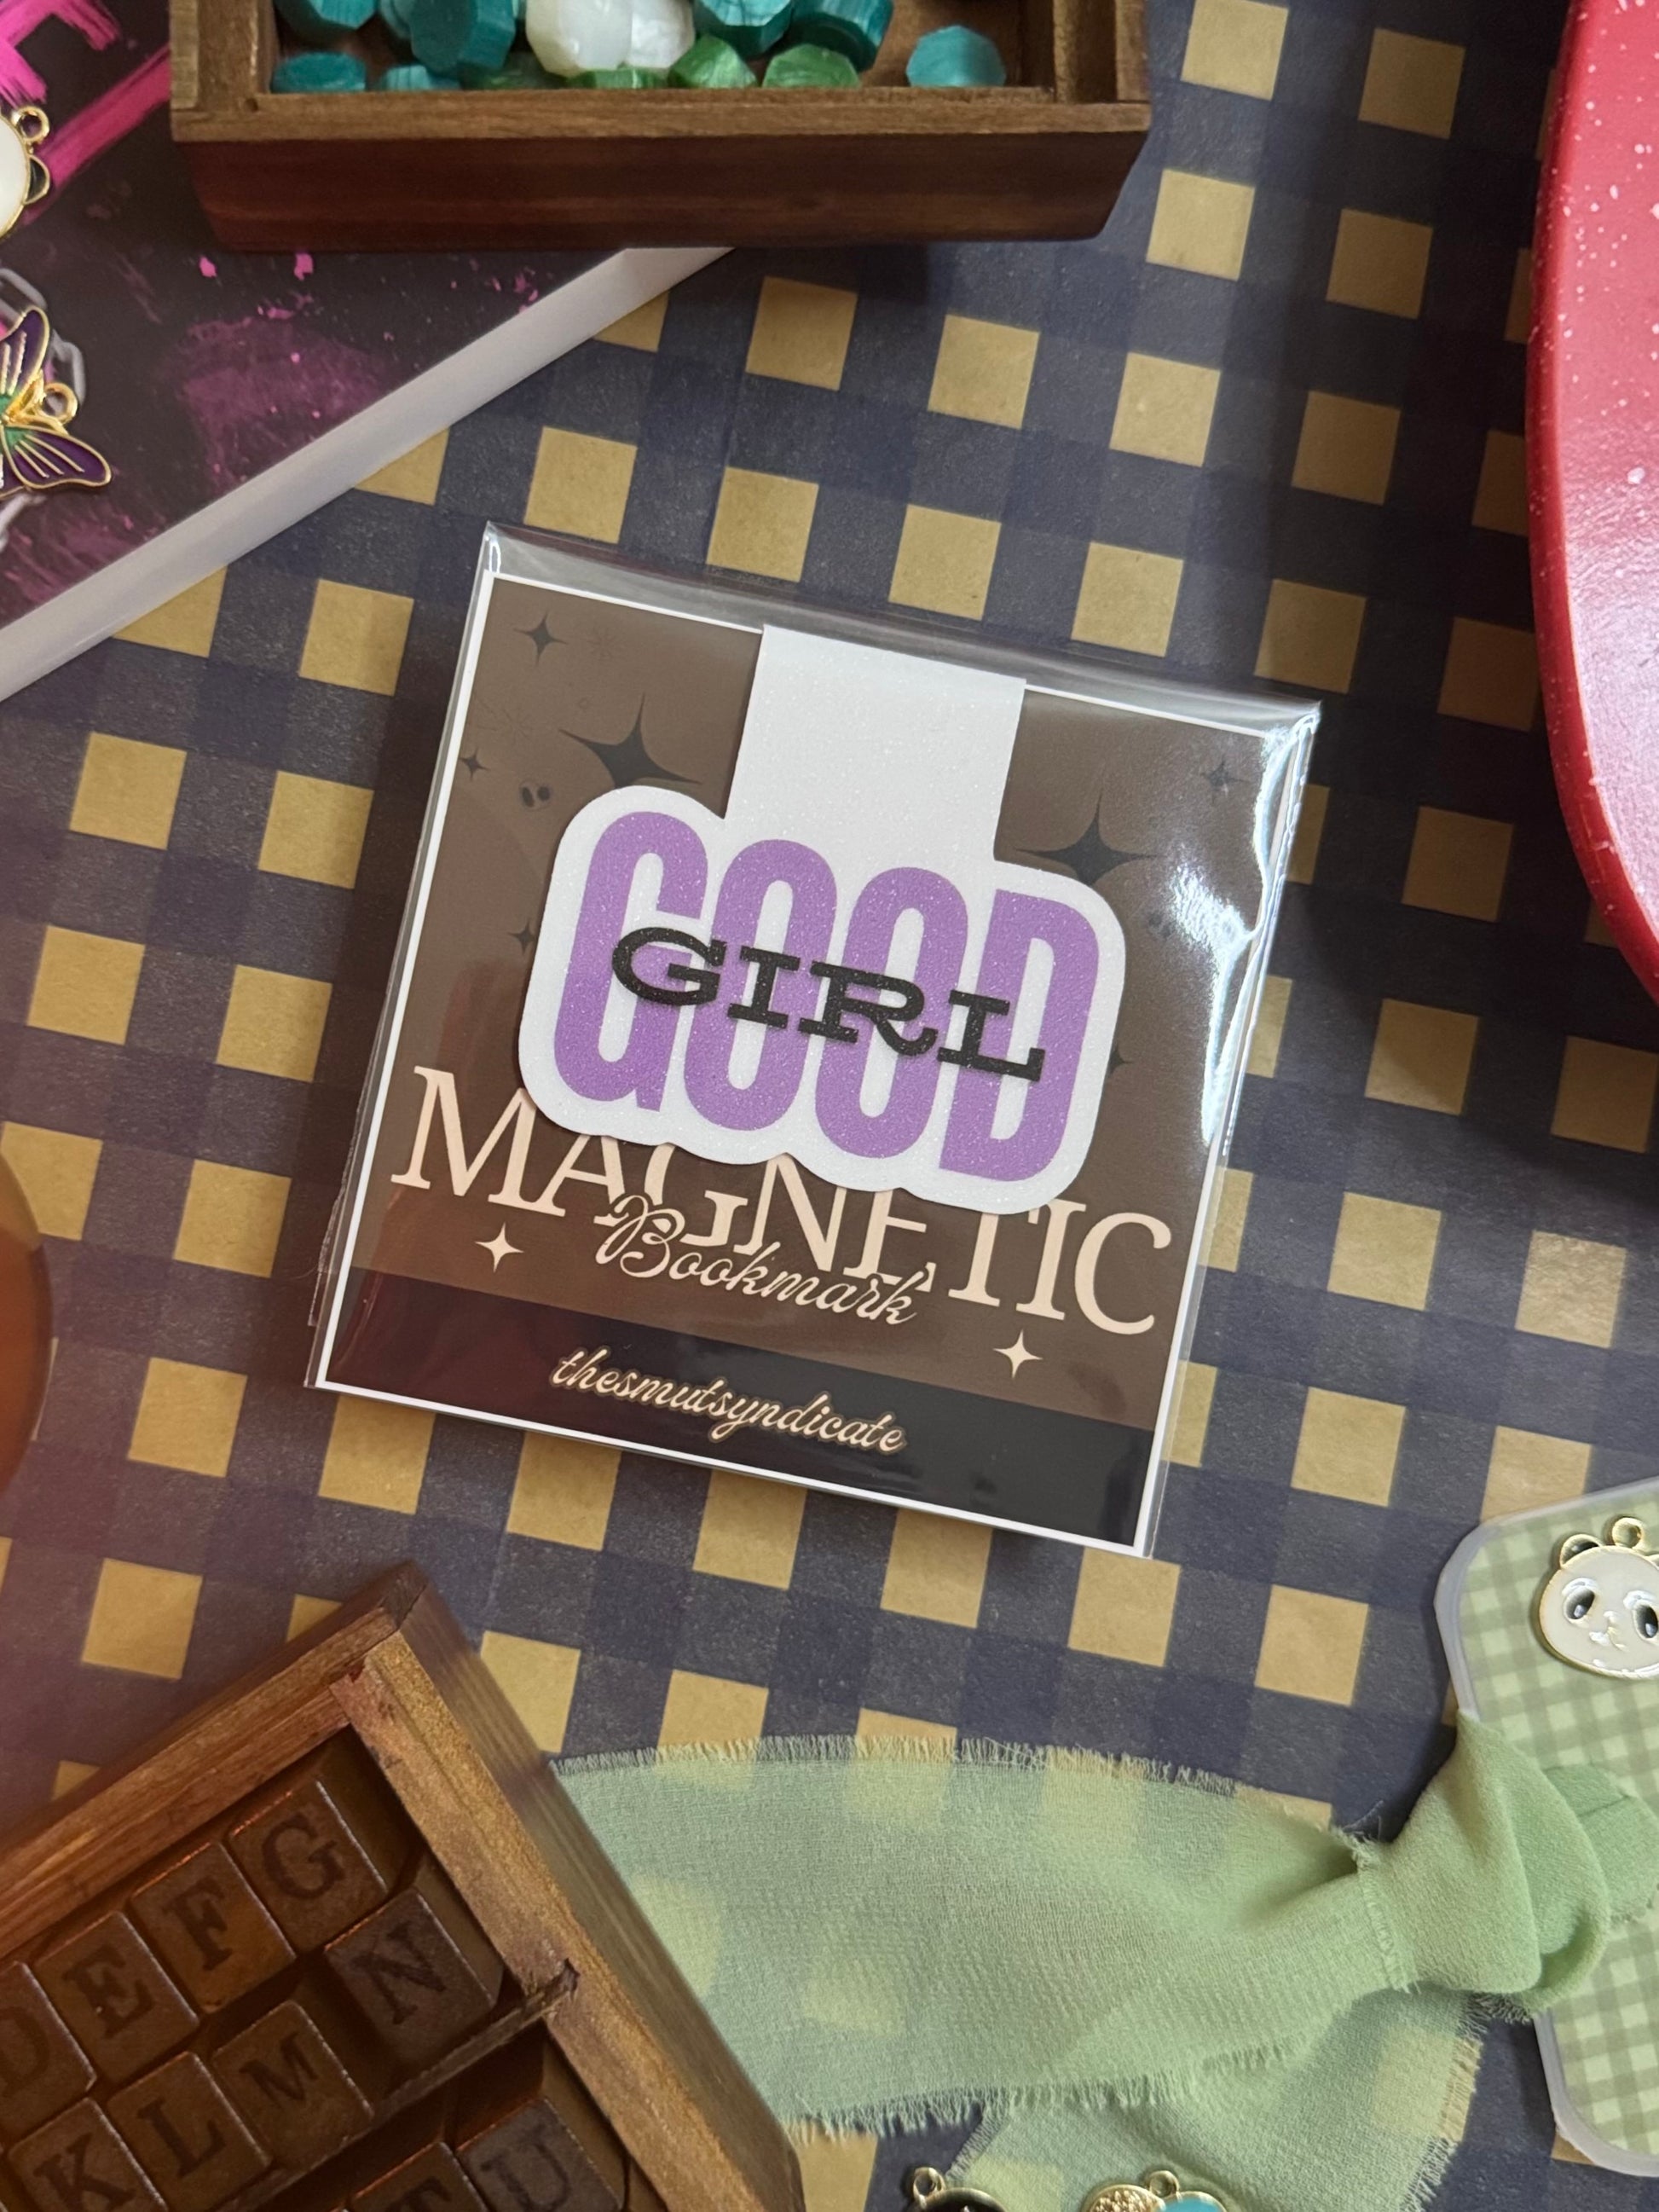 GOOD
GIRL
MAGNETIC
Bookmark
thesmutsyndicate
G
F
E
D
N
M
L
K
U
T